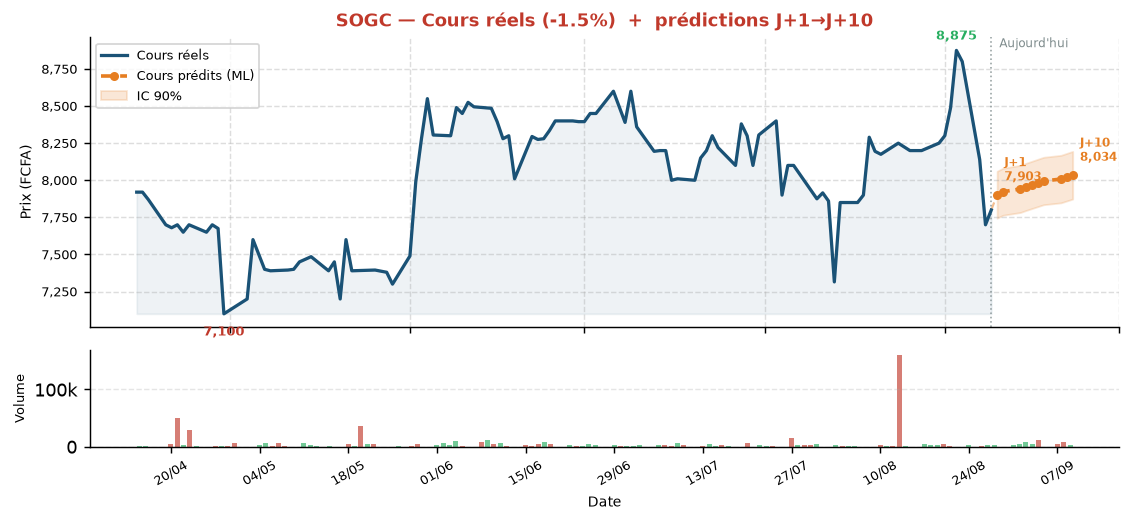 SOGC — Cours réels (-1.5%) + prédictions J+1→J+10
Cours réels
Cours prédits (ML)
IC 90%
8,875
Aujourd'hui
J+1
7,903
J+10
8,034
7,100
Prix (FCFA)
8,750
8,500
8,250
8,000
7,750
7,500
7,250
Volume
100k
0
20/04
04/05
18/05
01/06
15/06
29/06
13/07
27/07
10/08
24/08
07/09
Date